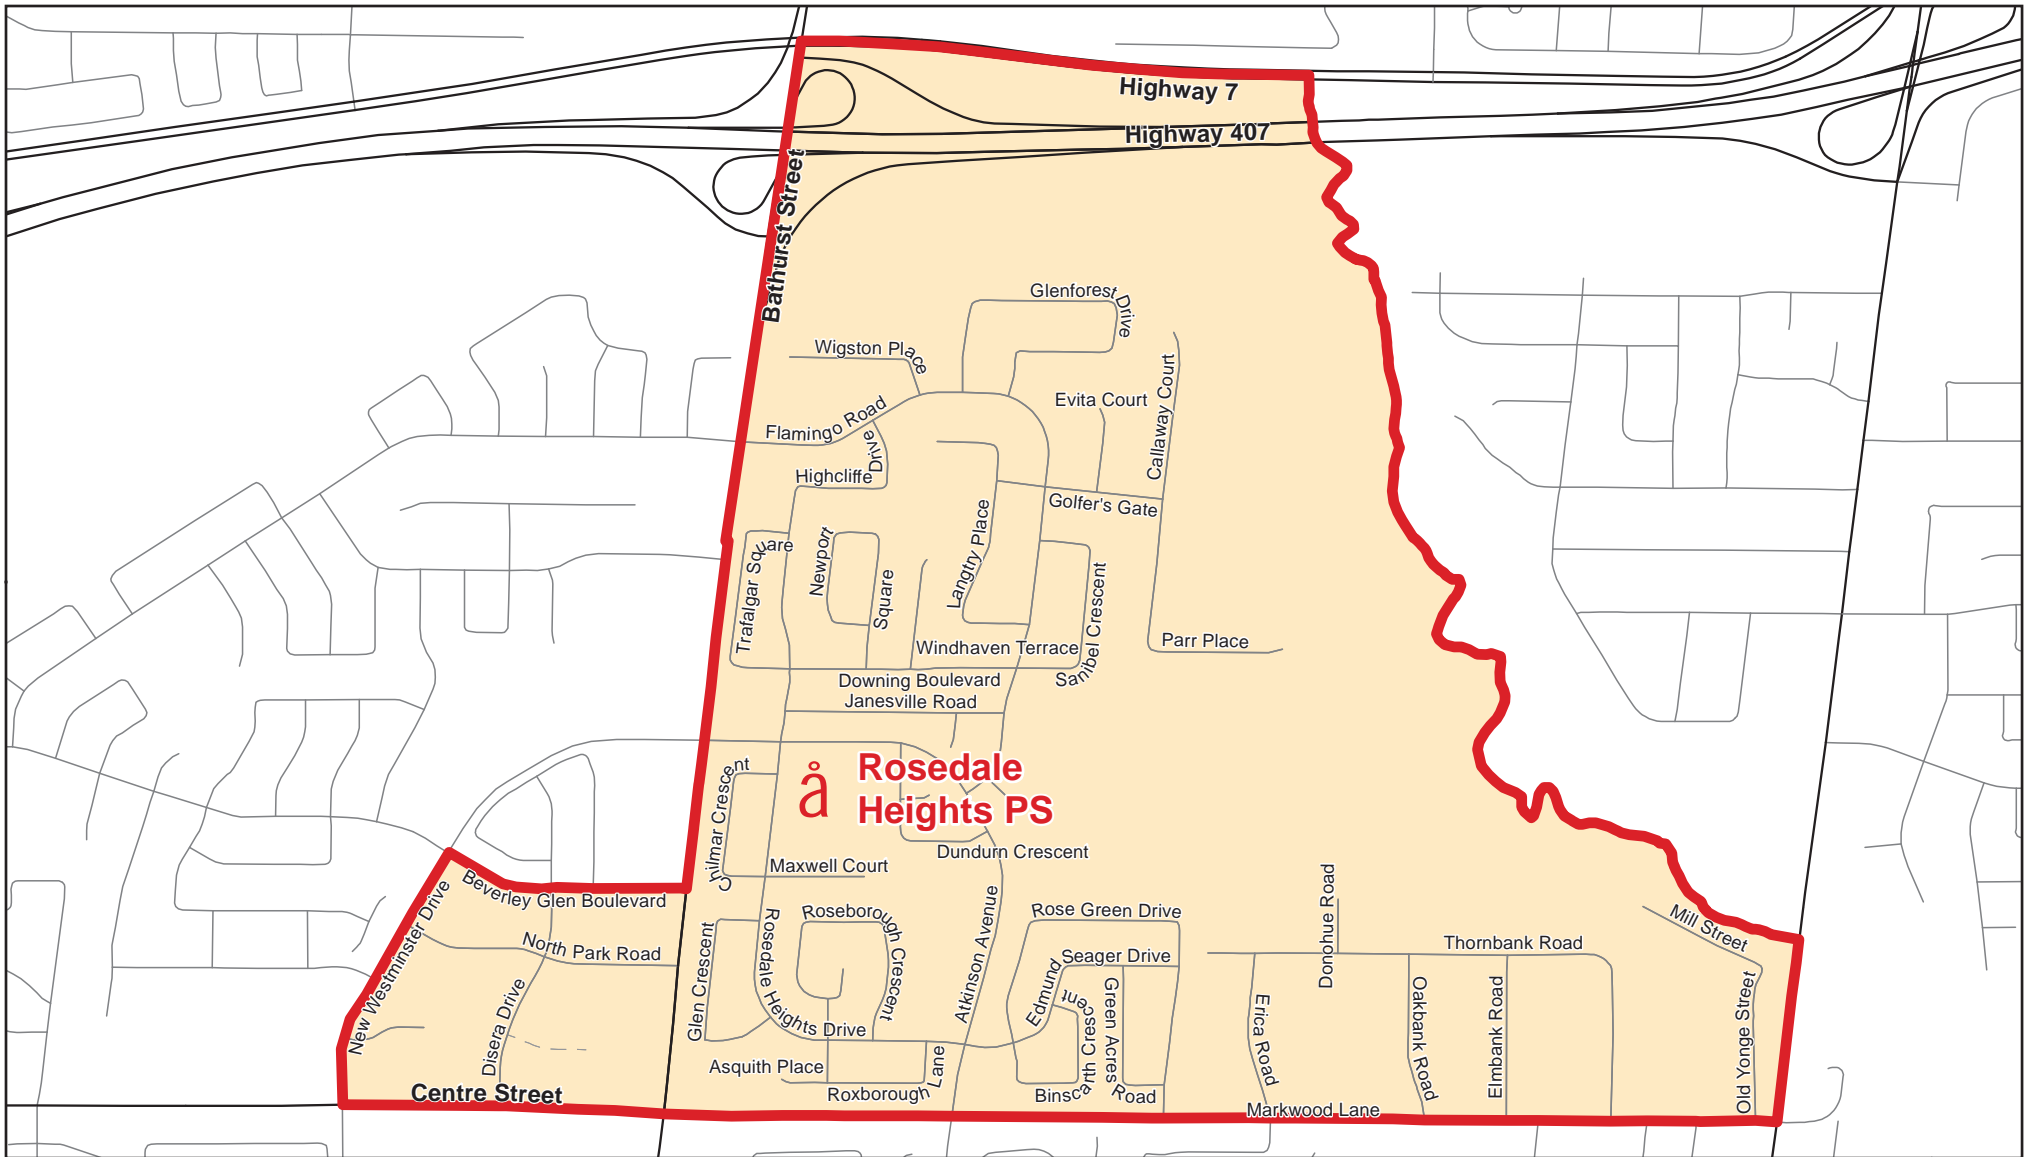 Highway 7
Highway 407
Bathurst Street
Glenforest Drive
Wigston Place
Evita Court
Callaway Court
Flamingo Road
Highcliffe Drive
Golfer's Gate
Langtry Place
Trafalgar Square
Newport Square
Sanibel Crescent
Windhaven Terrace
Parr Place
Downing Boulevard
Janesville Road
å
Rosedale
Heights PS
Chilmar Crescent
Dundurn Crescent
Maxwell Court
Beverley Glen Boulevard
New Westminster Drive
North Park Road
Disera Drive
Centre Street
Glen Crescent
Rosedale Heights Drive
Roseborough Crescent
Atkinson Avenue
Rose Green Drive
Seager Drive
Edmund
Green Acres Road
Binscarth Crescent
Asquith Place
Roxborough Lane
Donohue Road
Thornbank Road
Erica Road
Oakbank Road
Elmbank Road
Mill Street
Old Yonge Street
Markwood Lane